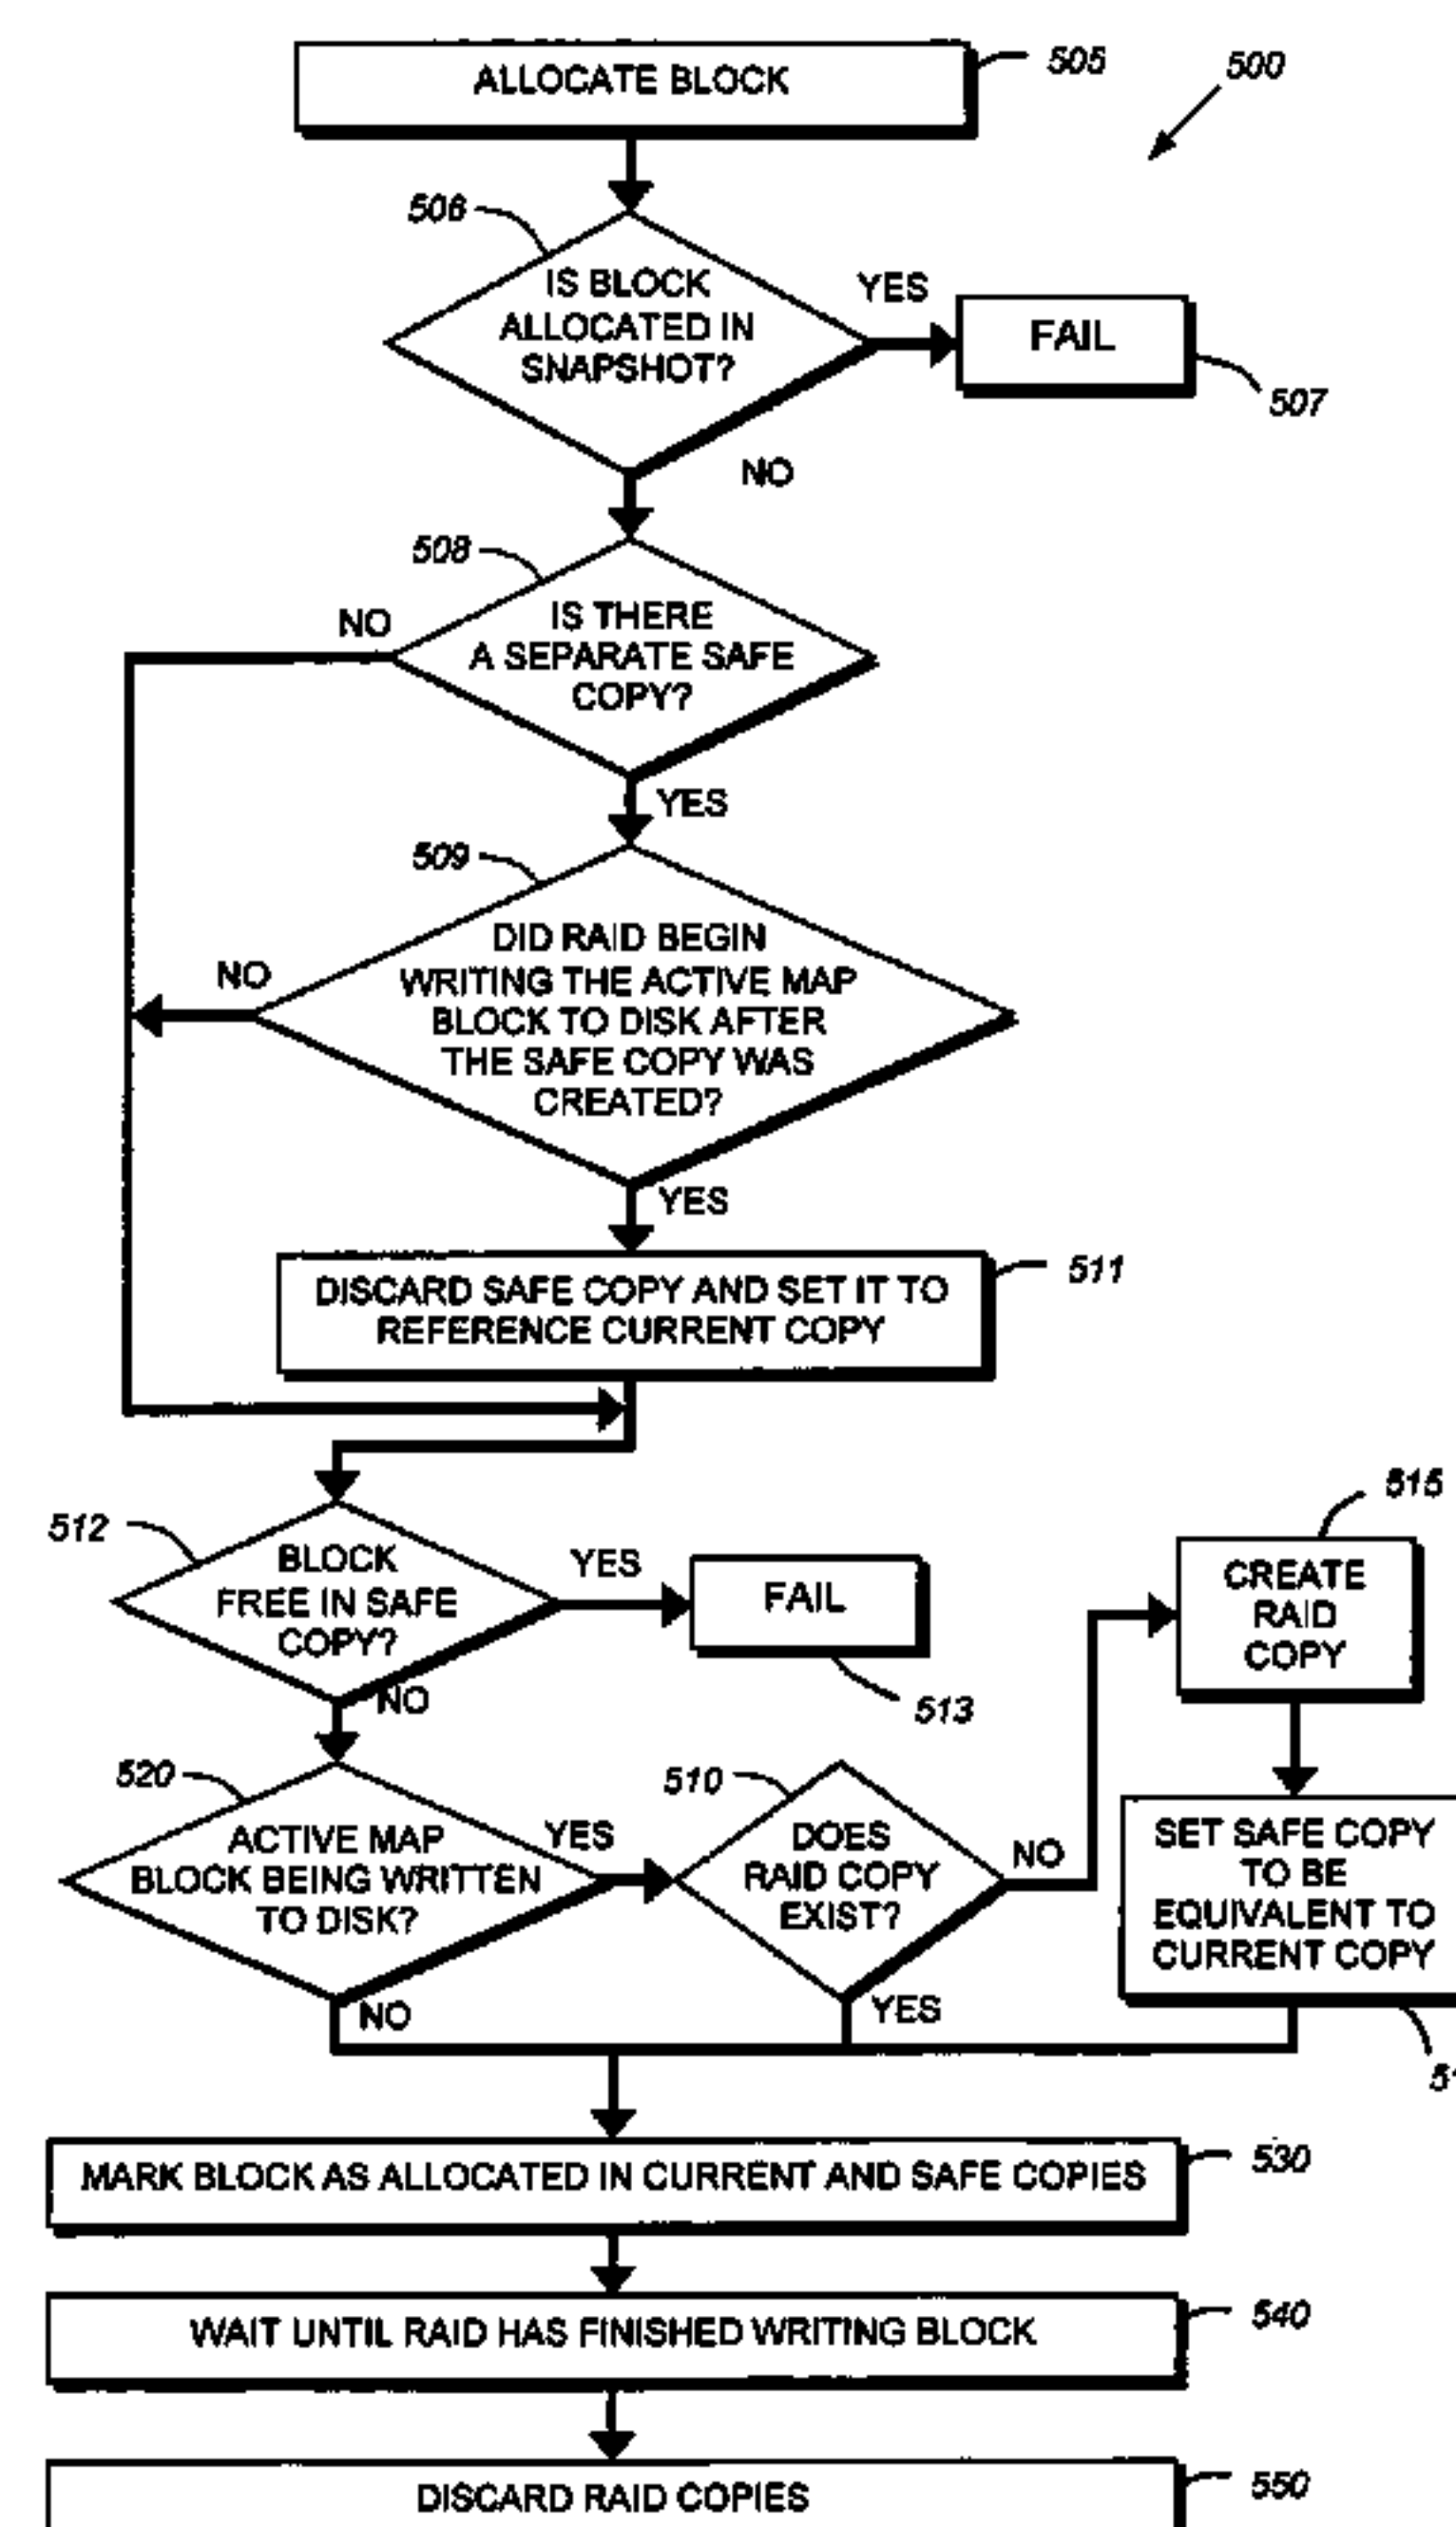 ALLOCATE BLOCK
505
500
506
IS BLOCK
ALLOCATED IN
SNAPSHOT?
YES
FAIL
507
NO
508
NO
IS THERE
A SEPARATE SAFE
COPY?
YES
509
NO
DID RAID BEGIN
WRITING THE ACTIVE MAP
BLOCK TO DISK AFTER
THE SAFE COPY WAS
CREATED?
YES
DISCARD SAFE COPY AND SET IT TO
REFERENCE CURRENT COPY
511
512
BLOCK
FREE IN SAFE
COPY?
YES
FAIL
513
NO
515
CREATE
RAID
COPY
520
ACTIVE MAP
BLOCK BEING WRITTEN
TO DISK?
YES
NO
510
DOES
RAID COPY
EXIST?
NO
YES
SET SAFE COPY
TO BE
EQUIVALENT TO
CURRENT COPY
MARK BLOCK AS ALLOCATED IN CURRENT AND SAFE COPIES
530
WAIT UNTIL RAID HAS FINISHED WRITING BLOCK
540
DISCARD RAID COPIES
550